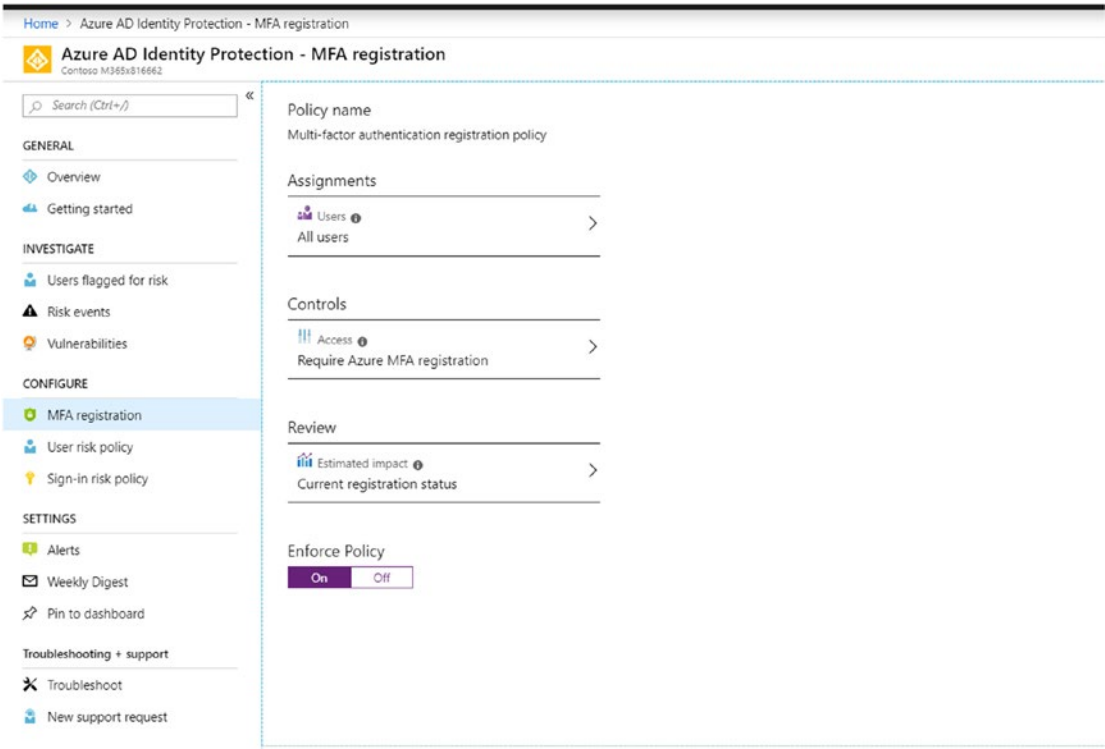 Home > Azure AD Identity Protection - MFA registration
Azure AD Identity Protection - MFA registration
Contoso M365x816662
Search (Ctrl+/)
«
GENERAL
Overview
Getting started
INVESTIGATE
Users flagged for risk
Risk events
Vulnerabilities
CONFIGURE
MFA registration
User risk policy
Sign-in risk policy
SETTINGS
Alerts
Weekly Digest
Pin to dashboard
Troubleshooting + support
Troubleshoot
New support request
Policy name
Multi-factor authentication registration policy
Assignments
Users
All users
Controls
Access
Require Azure MFA registration
Review
Estimated impact
Current registration status
Enforce Policy
On Off